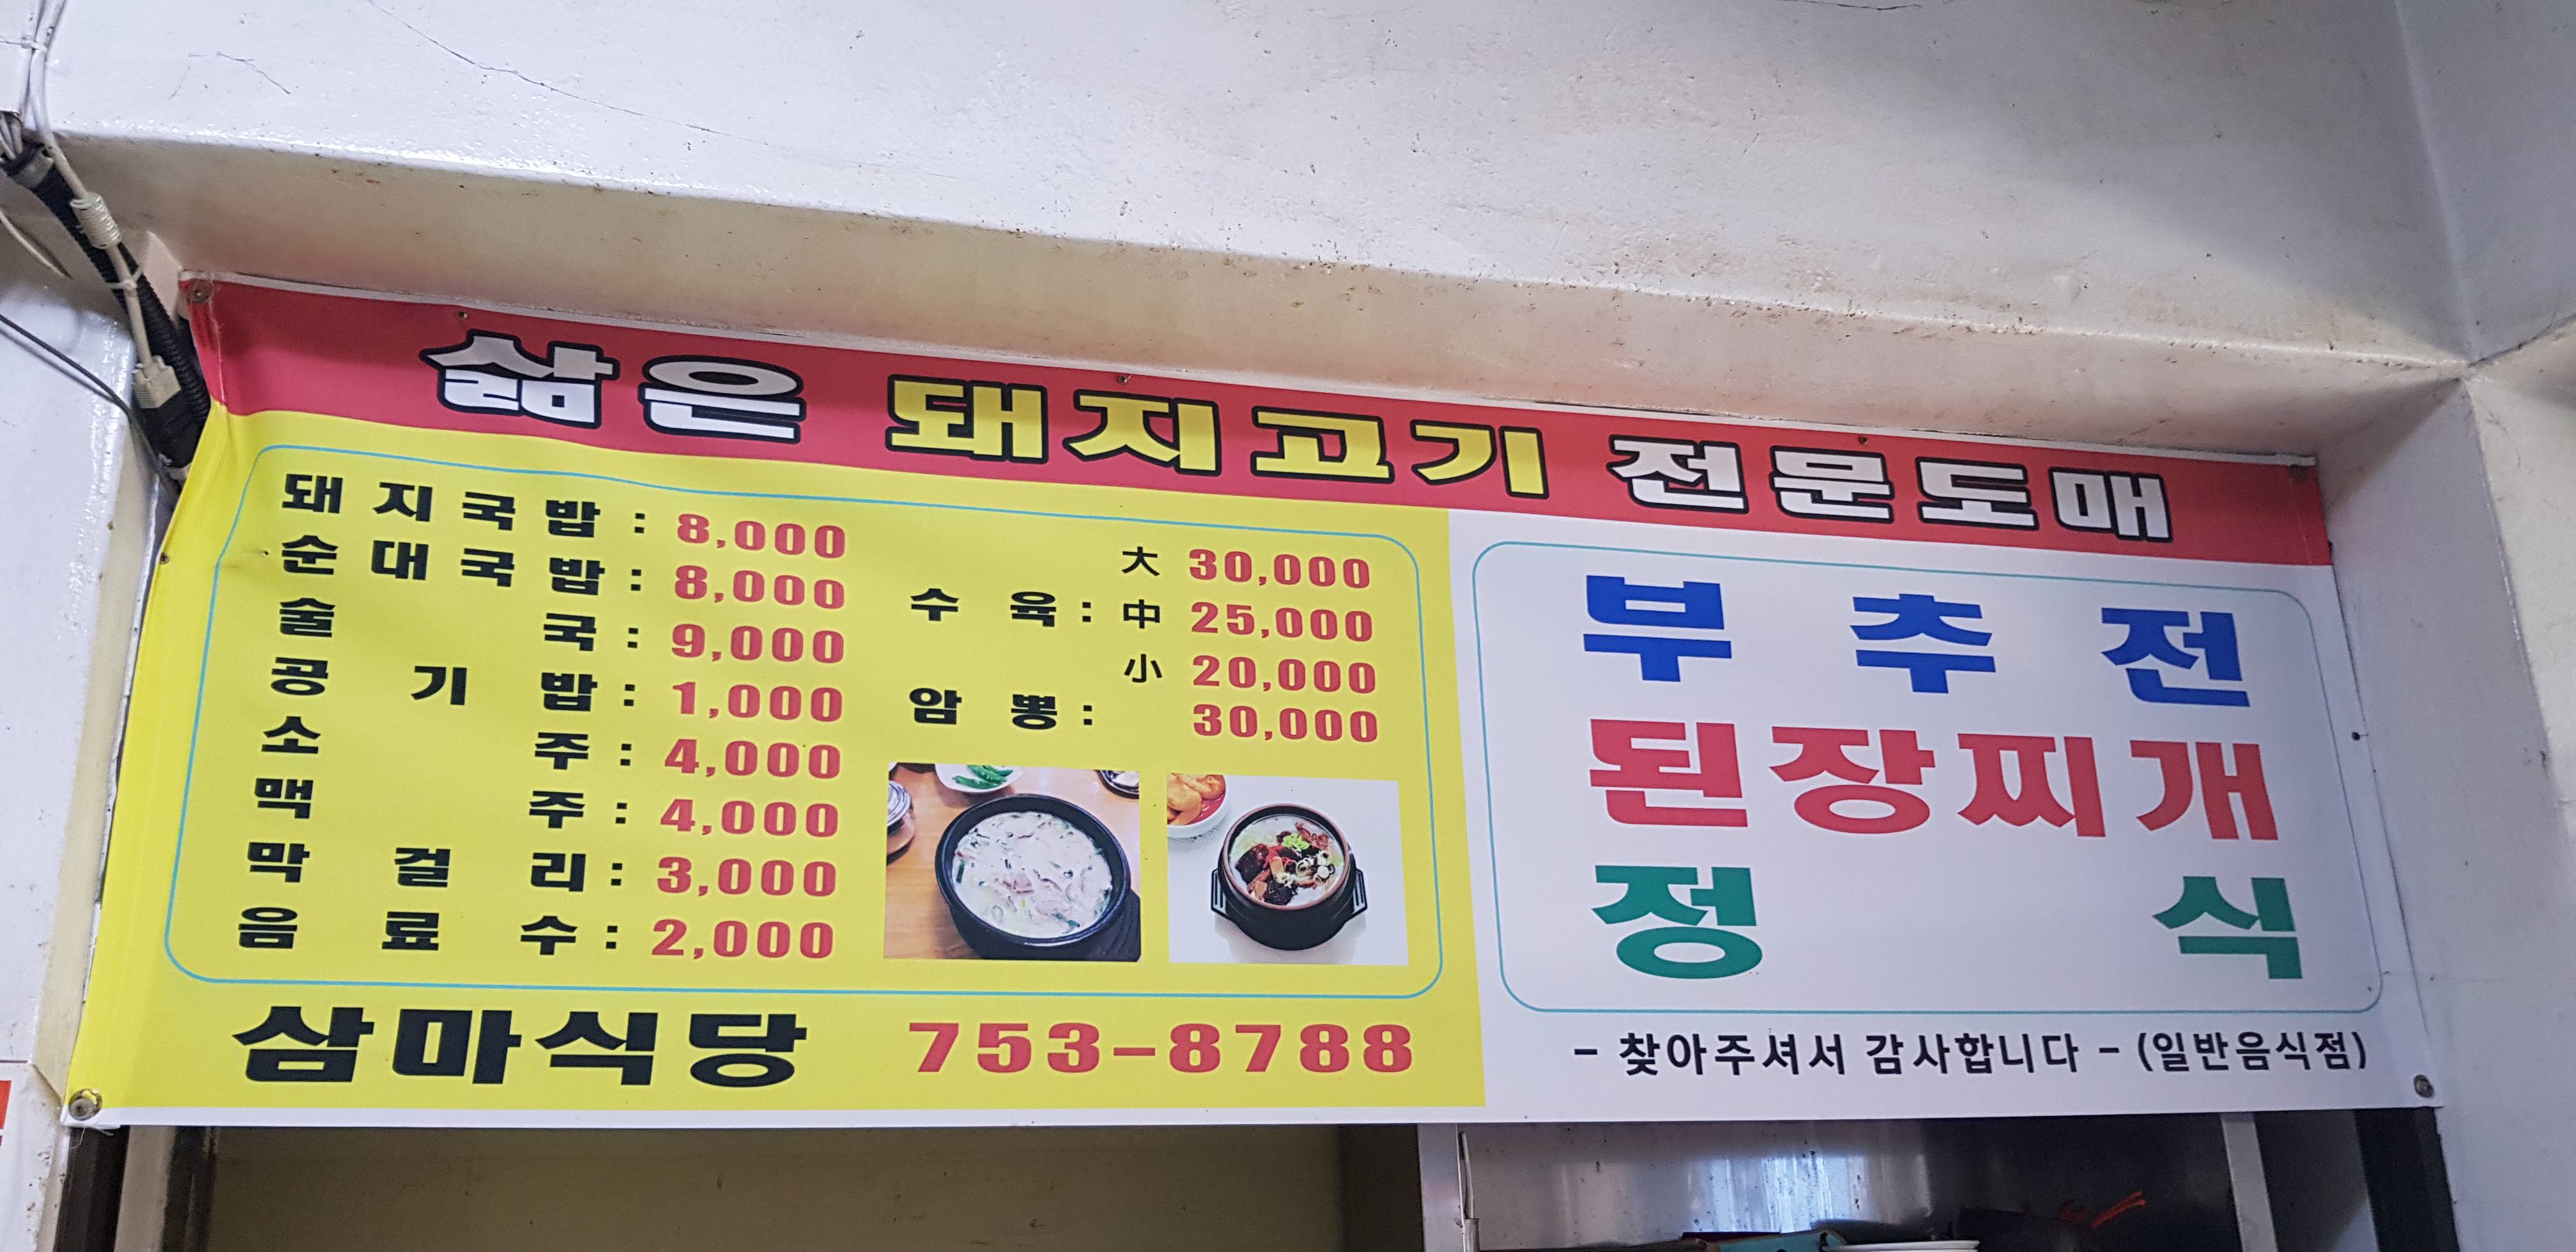 삶은 돼지고기 전문도매
돼지국밥 : 8,000
순대국밥 : 8,000
술국 : 9,000
공기밥 : 1,000
소주 : 4,000
맥주 : 4,000
막걸리 : 3,000
음료수 : 2,000
大 30,000
수육 : 中 25,000
小 20,000
암뽕 : 30,000
삼마식당 753-8788
부추전
된장찌개
정식
- 찾아주셔서 감사합니다 - (일반음식점)